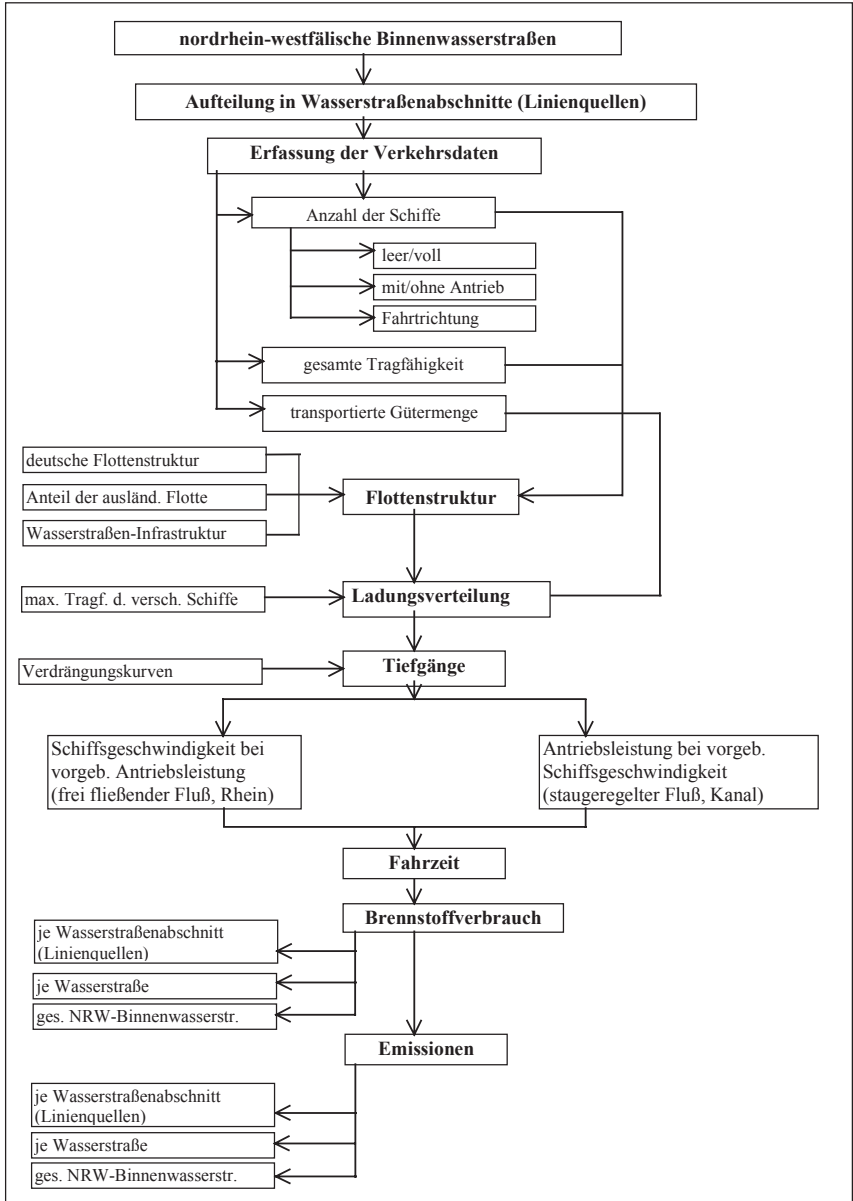 nordrhein-westfälische Binnenwasserstraßen
Aufteilung in Wasserstraßenabschnitte (Linienquellen)
Erfassung der Verkehrsdaten
Anzahl der Schiffe
leer/voll
mit/ohne Antrieb
Fahrtrichtung
gesamte Tragfähigkeit
transportierte Gütermenge
deutsche Flottenstruktur
Anteil der ausländ. Flotte
Wasserstraßen-Infrastruktur
Flottenstruktur
max. Tragf. d. versch. Schiffe
Ladungsverteilung
Verdrängungskurven
Tiefgänge
Schiffsgeschwindigkeit bei
vorgeb. Antriebsleistung
(frei fließender Fluß, Rhein)
Antriebsleistung bei vorgeb.
Schiffsgeschwindigkeit
(staugeregelter Fluß, Kanal)
Fahrzeit
Brennstoffverbrauch
je Wasserstraßenabschnitt
(Linienquellen)
je Wasserstraße
ges. NRW-Binnenwasserstr.
Emissionen
je Wasserstraßenabschnitt
(Linienquellen)
je Wasserstraße
ges. NRW-Binnenwasserstr.